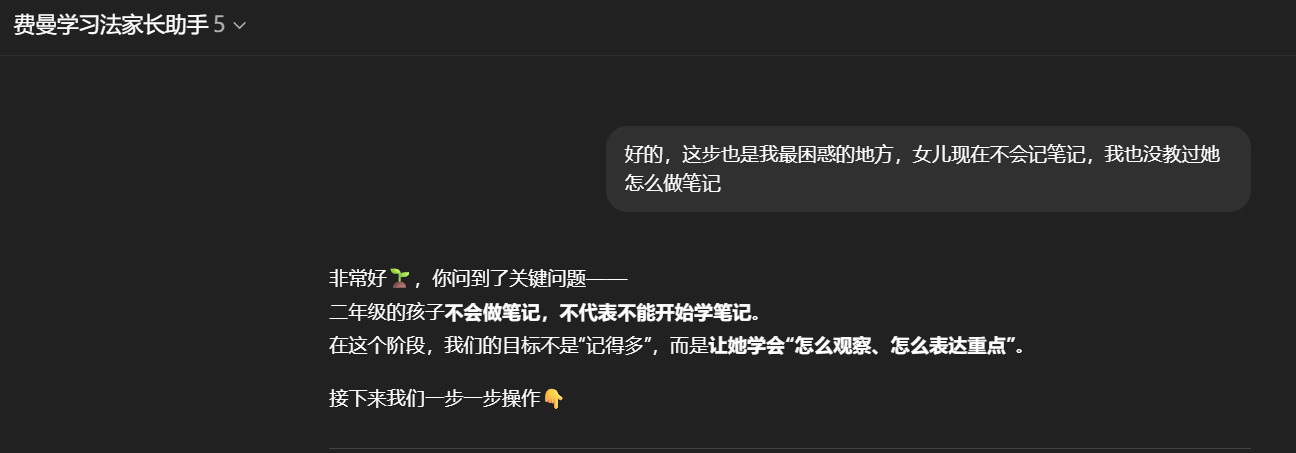 费曼学习法家长助手 5
好的，这步也是我最困惑的地方，女儿现在不会记笔记，我也没教过她
怎么做笔记
非常好🌱，你问到了关键问题——
二年级的孩子不会做笔记，不代表不能开始学笔记。
在这个阶段，我们的目标不是“记得多”，而是让她学会“怎么观察、怎么表达重点”。
接下来我们一步一步操作👇